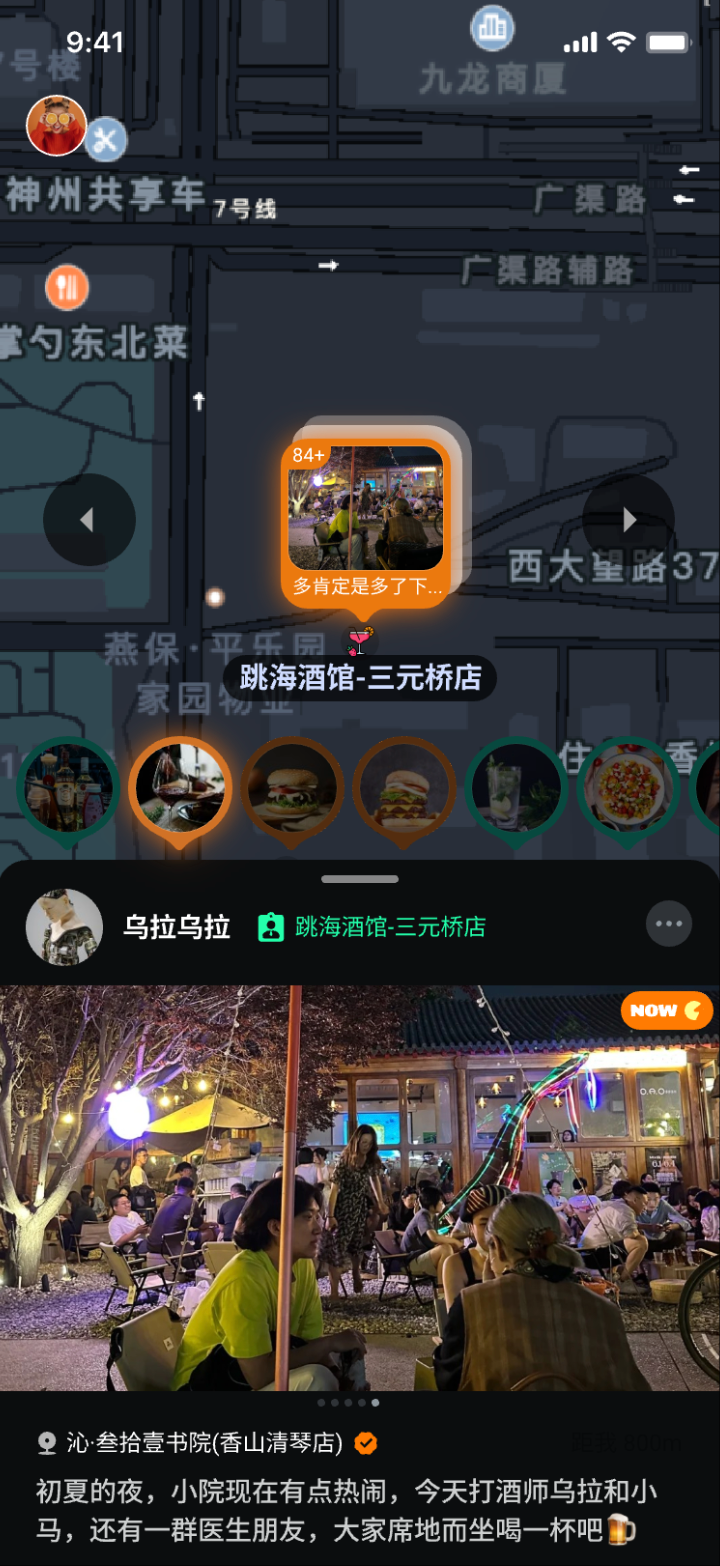 9:41
7号楼
九龙商厦
神州共享车
7号线
广渠路
广渠路辅路
掌勺东北菜
84+
西大望路37
多肯定是多了下...
燕保·平乐园
家园物业
跳海酒馆-三元桥店
住
香
乌拉乌拉
跳海酒馆-三元桥店
NOW
沁·叁拾壹书院(香山清琴店)
距我 800m
初夏的夜，小院现在有点热闹，今天打酒师乌拉和小
马，还有一群医生朋友，大家席地而坐喝一杯吧🍺